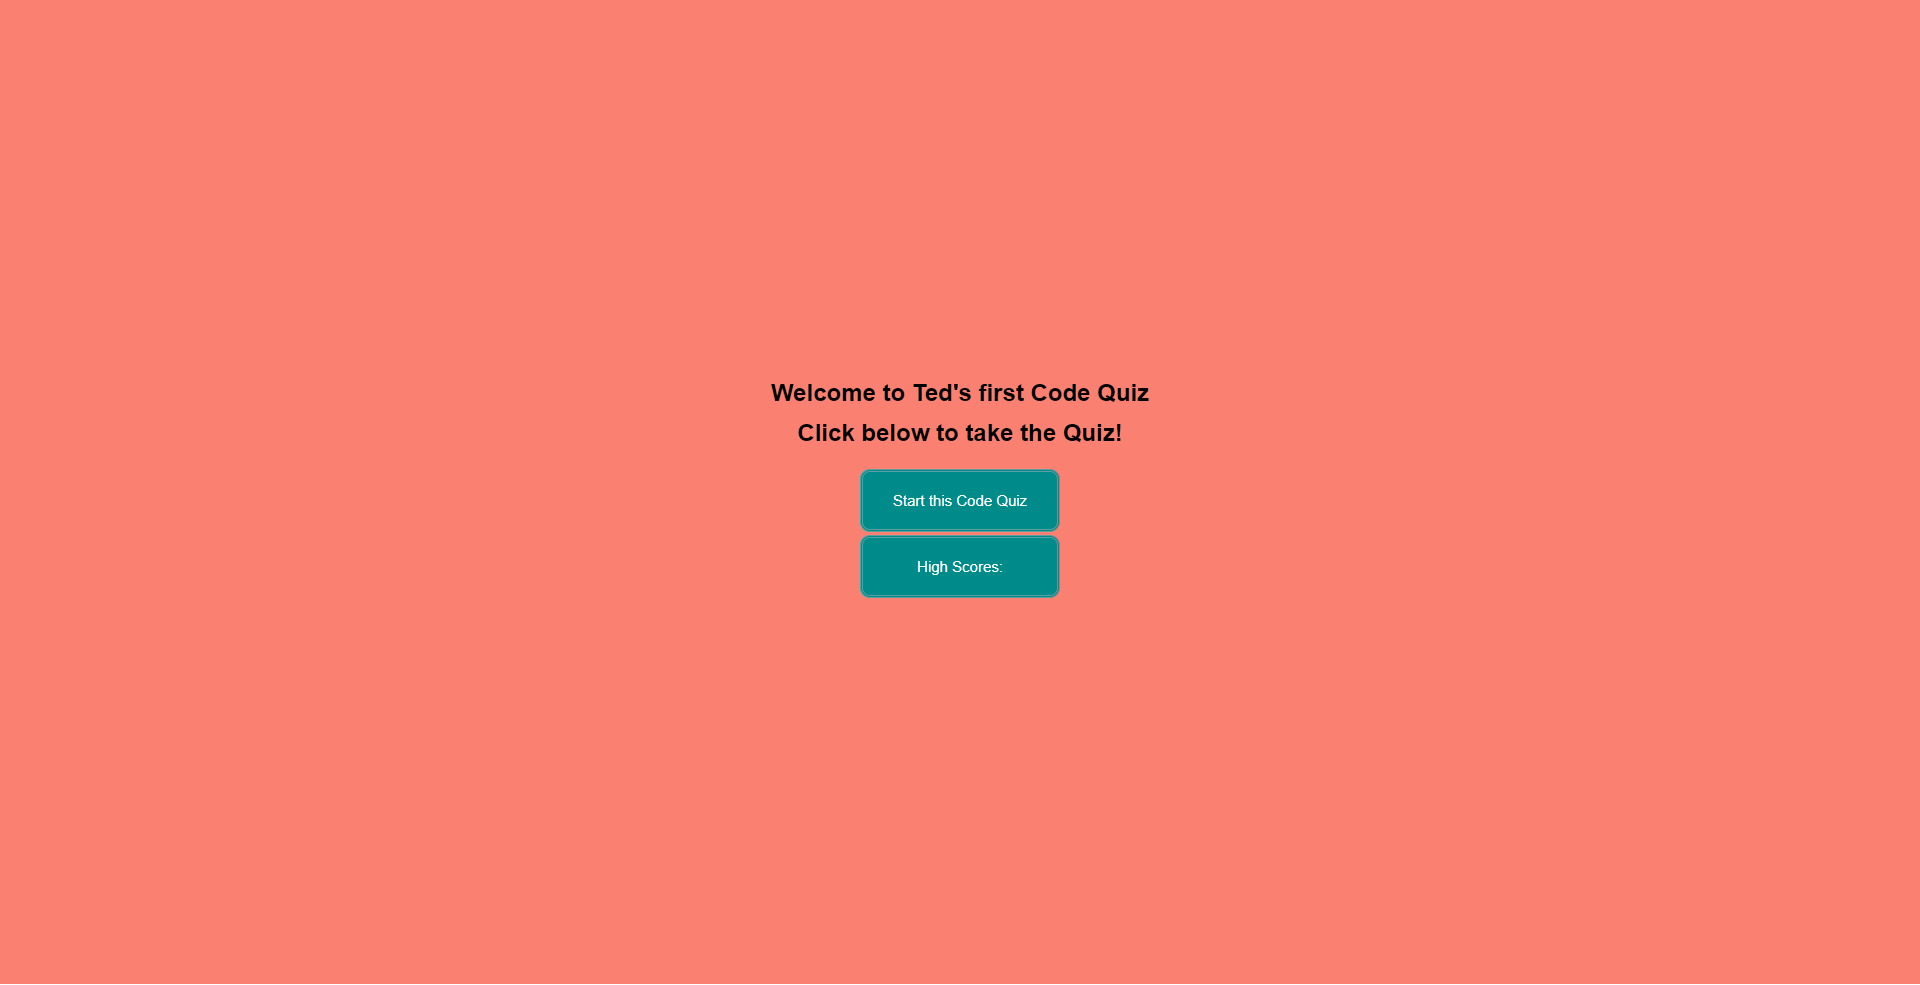 Welcome to Ted's first Code Quiz
Click below to take the Quiz!
Start this Code Quiz
High Scores: